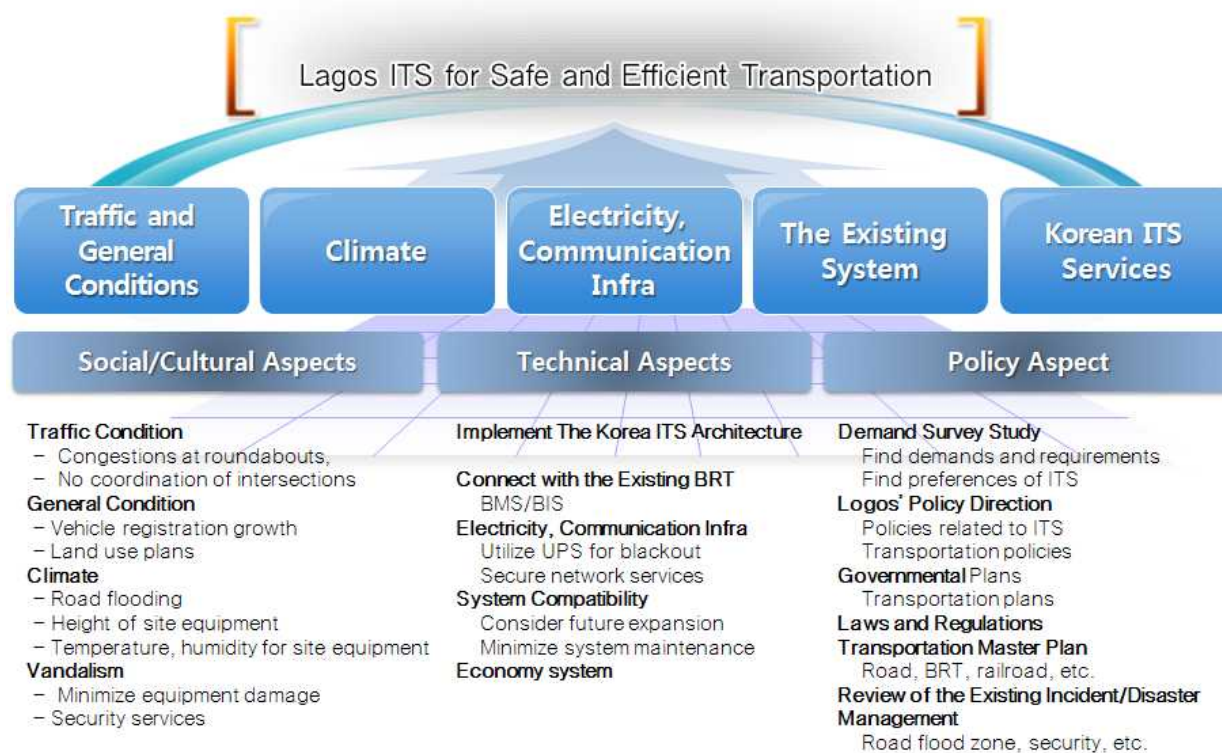 Lagos ITS for Safe and Efficient Transportation
Traffic and
General
Conditions
Climate
Electricity,
Communication
Infra
The Existing
System
Korean ITS
Services
Social/Cultural Aspects
Technical Aspects
Policy Aspect
Traffic Condition
– Congestions at roundabouts,
– No coordination of intersections
General Condition
– Vehicle registration growth
– Land use plans
Climate
– Road flooding
– Height of site equipment
– Temperature, humidity for site equipment
Vandalism
– Minimize equipment damage
– Security services
Implement The Korea ITS Architecture
Connect with the Existing BRT
BMS/BIS
Electricity, Communication Infra
Utilize UPS for blackout
Secure network services
System Compatibility
Consider future expansion
Minimize system maintenance
Economy system
Demand Survey Study
Find demands and requirements
Find preferences of ITS
Logos' Policy Direction
Policies related to ITS
Transportation policies
Governmental Plans
Transportation plans
Laws and Regulations
Transportation Master Plan
Road, BRT, railroad, etc.
Review of the Existing Incident/Disaster
Management
Road flood zone, security, etc.